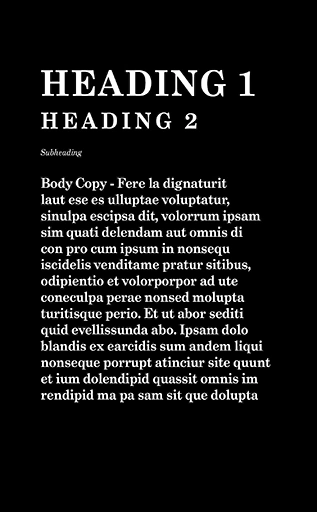 HEADING 1
HEADING 2
Subheading
Body Copy - Fere la dignaturit
laut ese es ulluptae voluptatur,
sinulpa escipsa dit, volorrum ipsam
sim quati delendam aut omnis di
con pro cum ipsum in nonsequ
iscidelis venditame pratur sitibus,
odipientio et volorporpor ad ute
coneculpa perae nonsed molupta
turitisque perio. Et ut abor sediti
quid evellissunda abo. Ipsam dolo
blandis ex earcidis sum andem liqui
nonseque porrupt atinciur site quunt
et ium dolendipid quassit omnis im
rendipid ma pa sam sit que dolupta